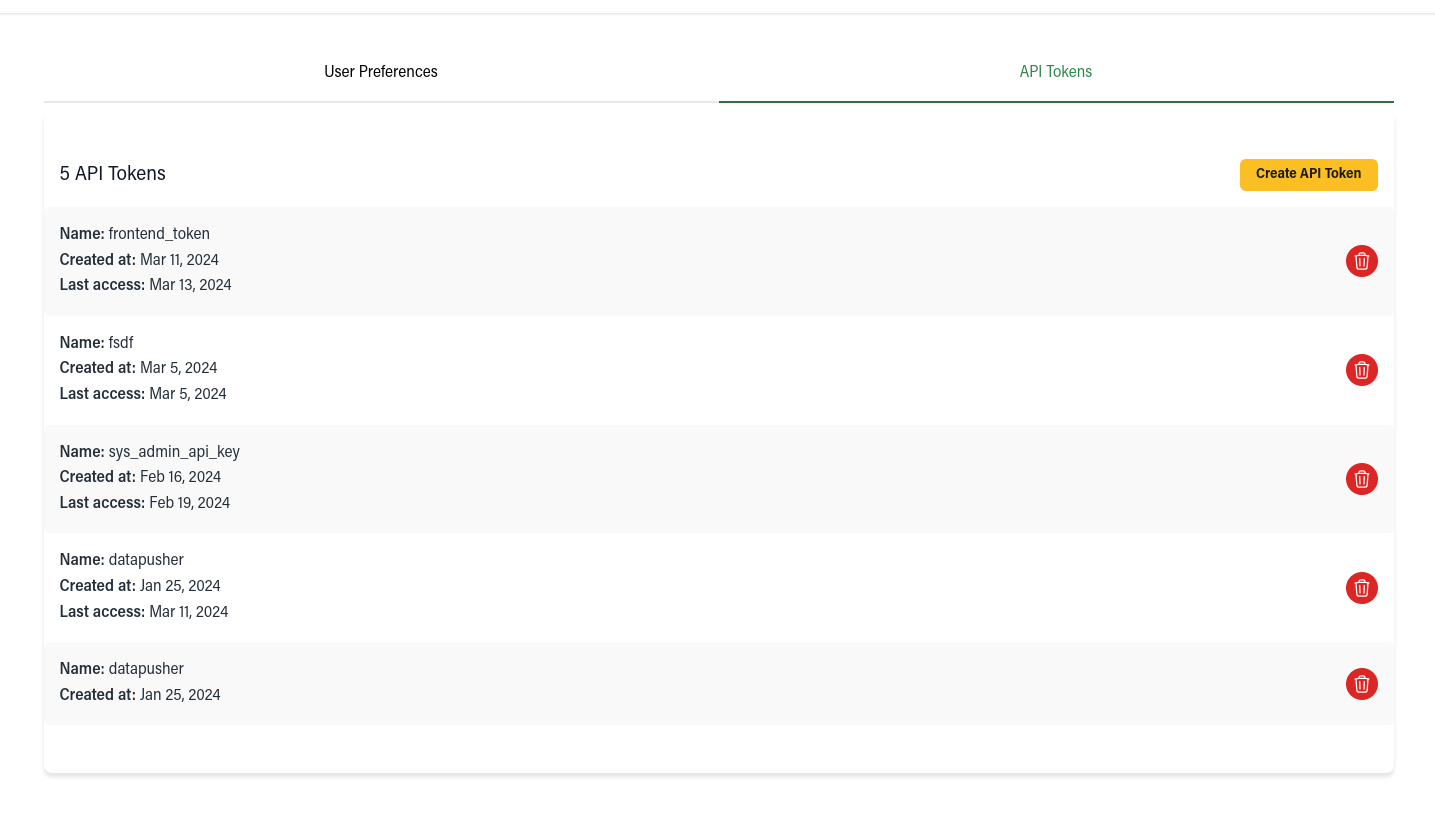 User Preferences
API Tokens
5 API Tokens
Create API Token
Name: frontend_token
Created at: Mar 11, 2024
Last access: Mar 13, 2024
Name: fsdf
Created at: Mar 5, 2024
Last access: Mar 5, 2024
Name: sys_admin_api_key
Created at: Feb 16, 2024
Last access: Feb 19, 2024
Name: datapusher
Created at: Jan 25, 2024
Last access: Mar 11, 2024
Name: datapusher
Created at: Jan 25, 2024